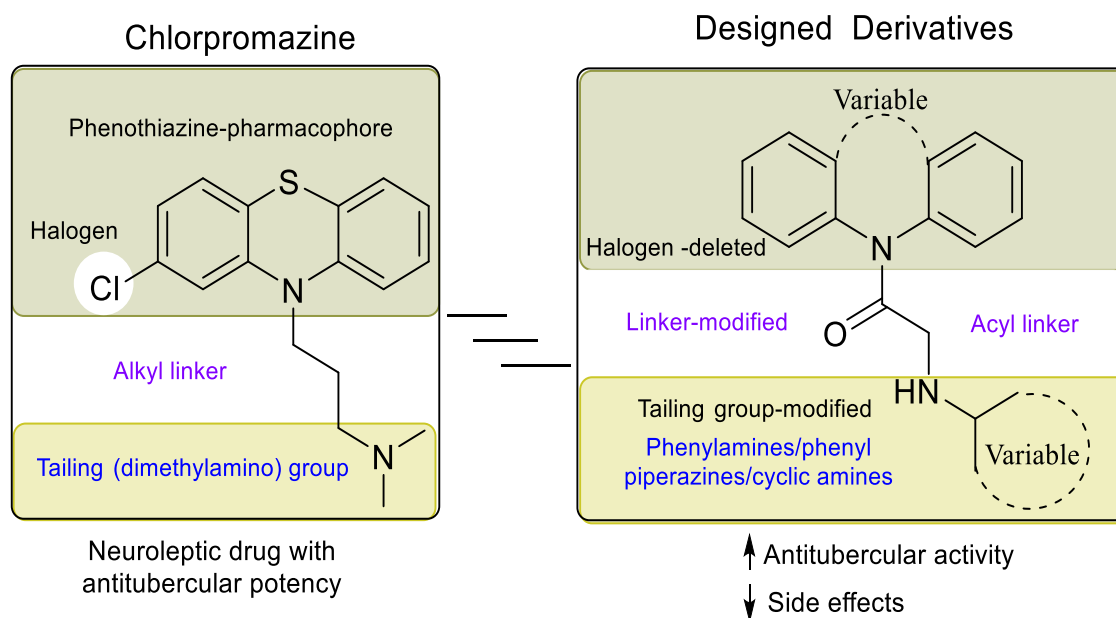 Chlorpromazine
Phenothiazine-pharmacophore
S
Halogen
Cl
N
Alkyl linker
Tailing (dimethylamino) group
N
Neuroleptic drug with
antitubercular potency
Designed Derivatives
Variable
Halogen -deleted
N
Linker-modified
O
Acyl linker
HN
Tailing group-modified
Phenylamines/phenyl
piperazines/cyclic amines
Variable
Antitubercular activity
Side effects